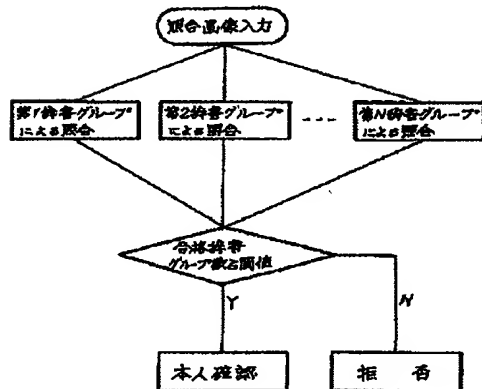 照合画像入力
第1辞書グループ
による照合
第2辞書グループ
による照合
---
第N辞書グループ
による照合
合格辞書
グループ数≧閾値
Y
N
本人確認
拒 否